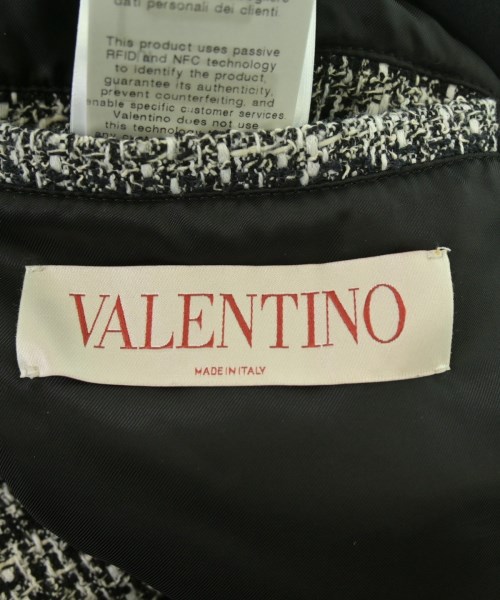 dati personali dei clienti.
This product uses passive
RFID and NFC technology
to identify the product,
guarantee its authenticity,
prevent counterfeiting, and
enable specific customer services.
Valentino does not use
this technology
VALENTINO
MADE IN ITALY